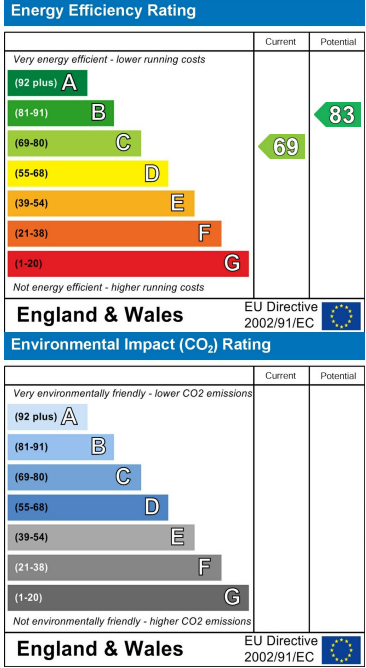 Energy Efficiency Rating
Current Potential
Very energy efficient - lower running costs
(92 plus) A
(81-91) B
83
(69-80) C
69
(55-68) D
(39-54) E
(21-38) F
(1-20) G
Not energy efficient - higher running costs
England & Wales
EU Directive
2002/91/EC
Environmental Impact (CO₂) Rating
Current Potential
Very environmentally friendly - lower CO2 emissions
(92 plus) A
(81-91) B
(69-80) C
(55-68) D
(39-54) E
(21-38) F
(1-20) G
Not environmentally friendly - higher CO2 emissions
England & Wales
EU Directive
2002/91/EC